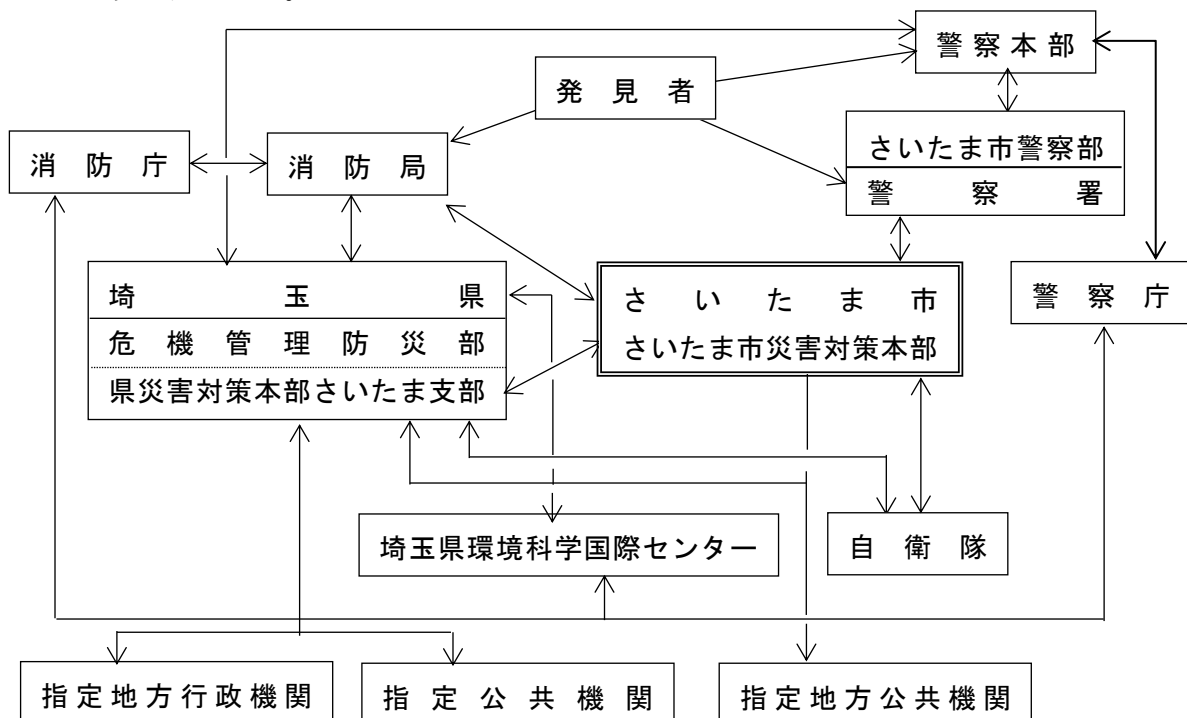 警察本部
発見者
さいたま市警察部
消防庁
消防局
警察署
埼玉県
さいたま市
警察庁
危機管理防災部
さいたま市災害対策本部
県災害対策本部さいたま支部
埼玉県環境科学国際センター
自衛隊
指定地方行政機関
指定公共機関
指定地方公共機関